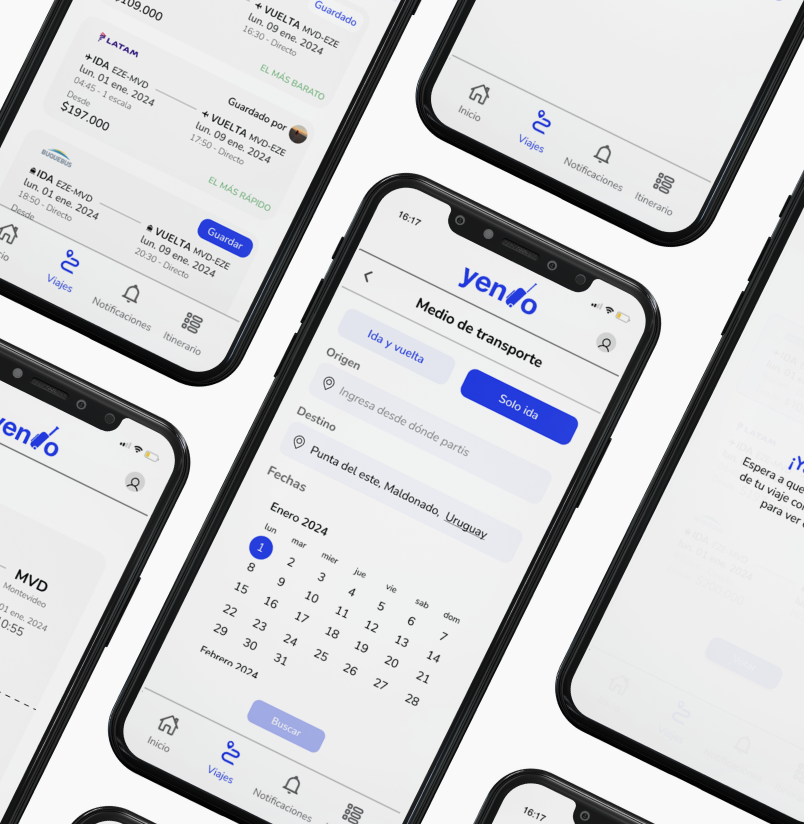 $109.000
Guardado
VUELTA MVD-EZE
lun. 09 ene. 2024
16:30 - Directo
EL MÁS BARATO
LATAM
IDA EZE-MVD
lun. 01 ene. 2024
04:45 - 1 escala
Desde
$197.000
Guardado por
VUELTA MVD-EZE
lun. 09 ene. 2024
17:50 - Directo
EL MÁS RÁPIDO
BUQUEBUS
IDA EZE-MVD
lun. 01 ene. 2024
18:50 - Directo
Desde
Guardar
VUELTA MVD-EZE
lun. 09 ene. 2024
20:30 - Directo
Viajes
Notificaciones
Itinerario
Inicio
Viajes
Notificaciones
Itinerario
16:17
yendo
Medio de transporte
Ida y vuelta
Solo ida
Origen
Ingresa desde dónde partis
Destino
Punta del este, Maldonado, Uruguay
Fechas
Enero 2024
lun mar mier jue vie sab dom
1 2 3 4 5 6 7
8 9 10 11 12 13 14
15 16 17 18 19 20 21
22 23 24 25 26 27 28
29 30 31
Febrero 2024
Buscar
Inicio
Viajes
Notificaciones
MVD
Montevideo
01 ene. 2024
10:55
Espera a que
de tu viaje
para ver
16:17